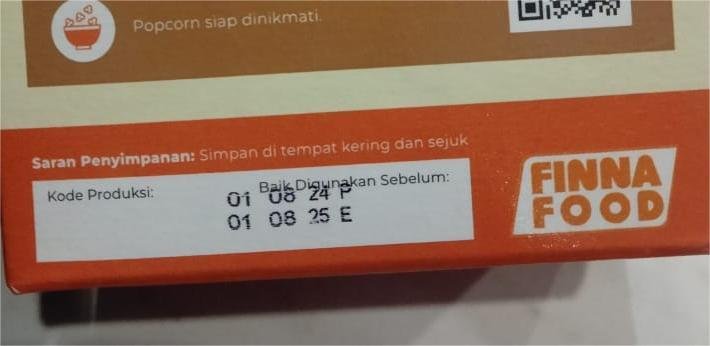 Popcorn siap dinikmati.
Saran Penyimpanan: Simpan di tempat kering dan sejuk
Kode Produksi:
Baik Digunakan Sebelum:
01 08 24 P
01 08 25 E
FINNA
FOOD